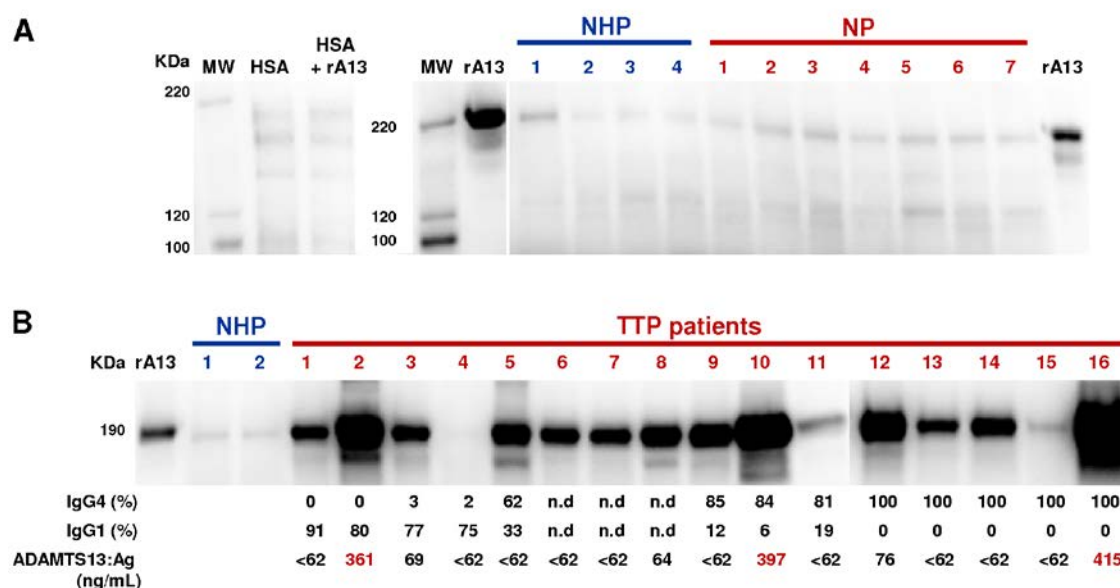 A
NHP
NP
HSA
KDa MW HSA + rA13 MW rA13 1 2 3 4 1 2 3 4 5 6 7 rA13
220
220
120
120
100
100
B
NHP
TTP patients
KDa rA13 1 2 1 2 3 4 5 6 7 8 9 10 11 12 13 14 15 16
190
IgG4 (%) 0 0 3 2 62 n.d n.d n.d 85 84 81 100 100 100 100 100
IgG1 (%) 91 80 77 75 33 n.d n.d n.d 12 6 19 0 0 0 0 0
ADAMTS13:Ag <62 361 69 <62 <62 <62 <62 64 <62 397 <62 76 <62 <62 <62 415
(ng/mL)